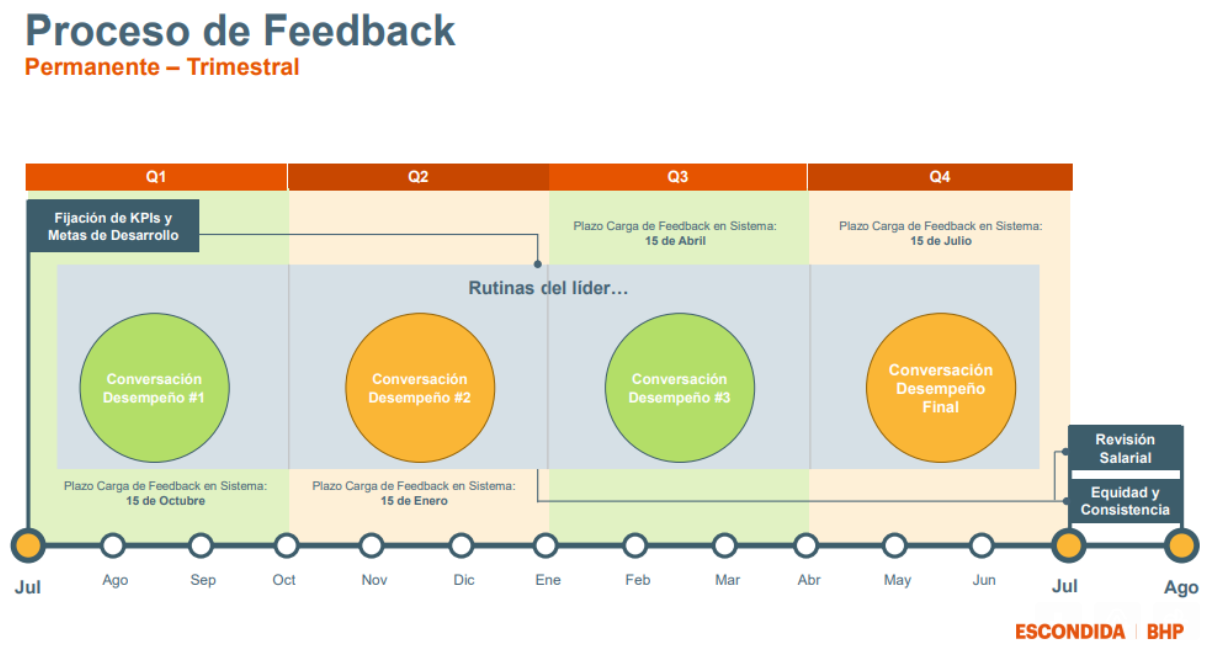 Proceso de Feedback
Permanente – Trimestral
Q1
Q2
Q3
Q4
Fijación de KPIs y
Metas de Desarrollo
Plazo Carga de Feedback en Sistema:
15 de Abril
Plazo Carga de Feedback en Sistema:
15 de Julio
Rutinas del líder…
Conversación
Desempeño #1
Conversación
Desempeño #2
Conversación
Desempeño #3
Conversación
Desempeño
Final
Revisión
Salarial
Equidad y
Consistencia
Plazo Carga de Feedback en Sistema:
15 de Octubre
Plazo Carga de Feedback en Sistema:
15 de Enero
Jul
Ago
Sep
Oct
Nov
Dic
Ene
Feb
Mar
Abr
May
Jun
Jul
Ago
ESCONDIDA | BHP